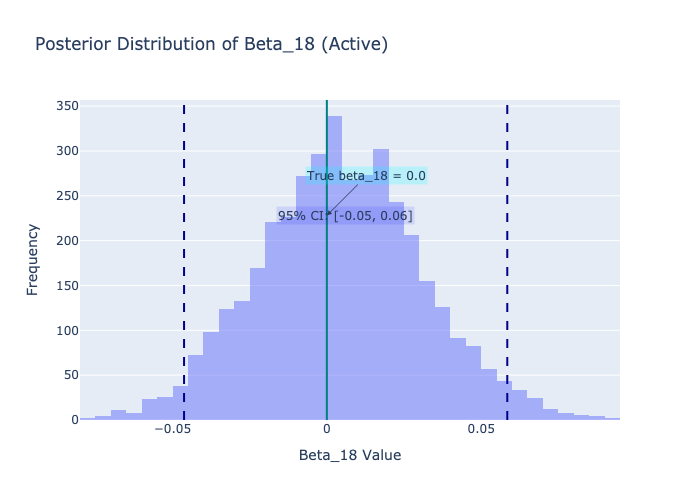 Posterior Distribution of Beta_18 (Active)
350
300
250
200
150
100
50
0
Frequency
True beta_18 = 0.0
95% CI: [-0.05, 0.06]
−0.05
0
0.05
Beta_18 Value